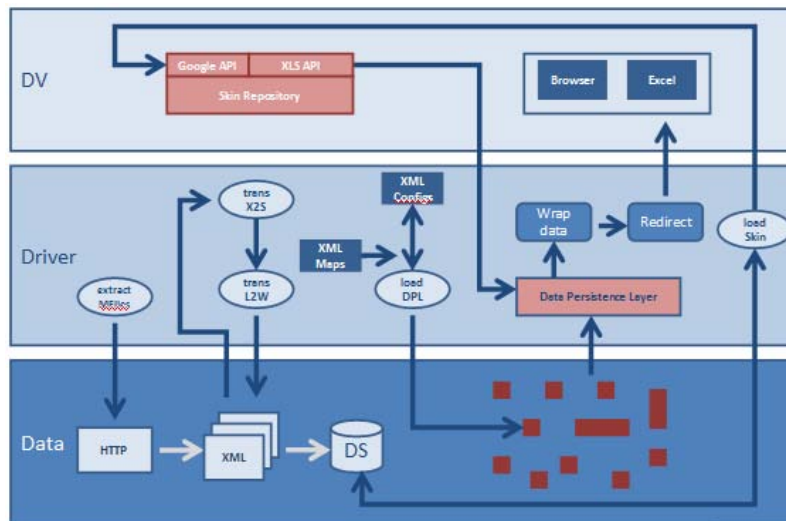 DV
Google API
XLS API
Skin Repository
Browser
Excel
Driver
trans
X2S
trans
L2W
XML
Configs
XML
Maps
load
DPL
Wrap
data
Redirect
load
Skin
extract
Data Persistence Layer
Data
HTTP
XML
DS